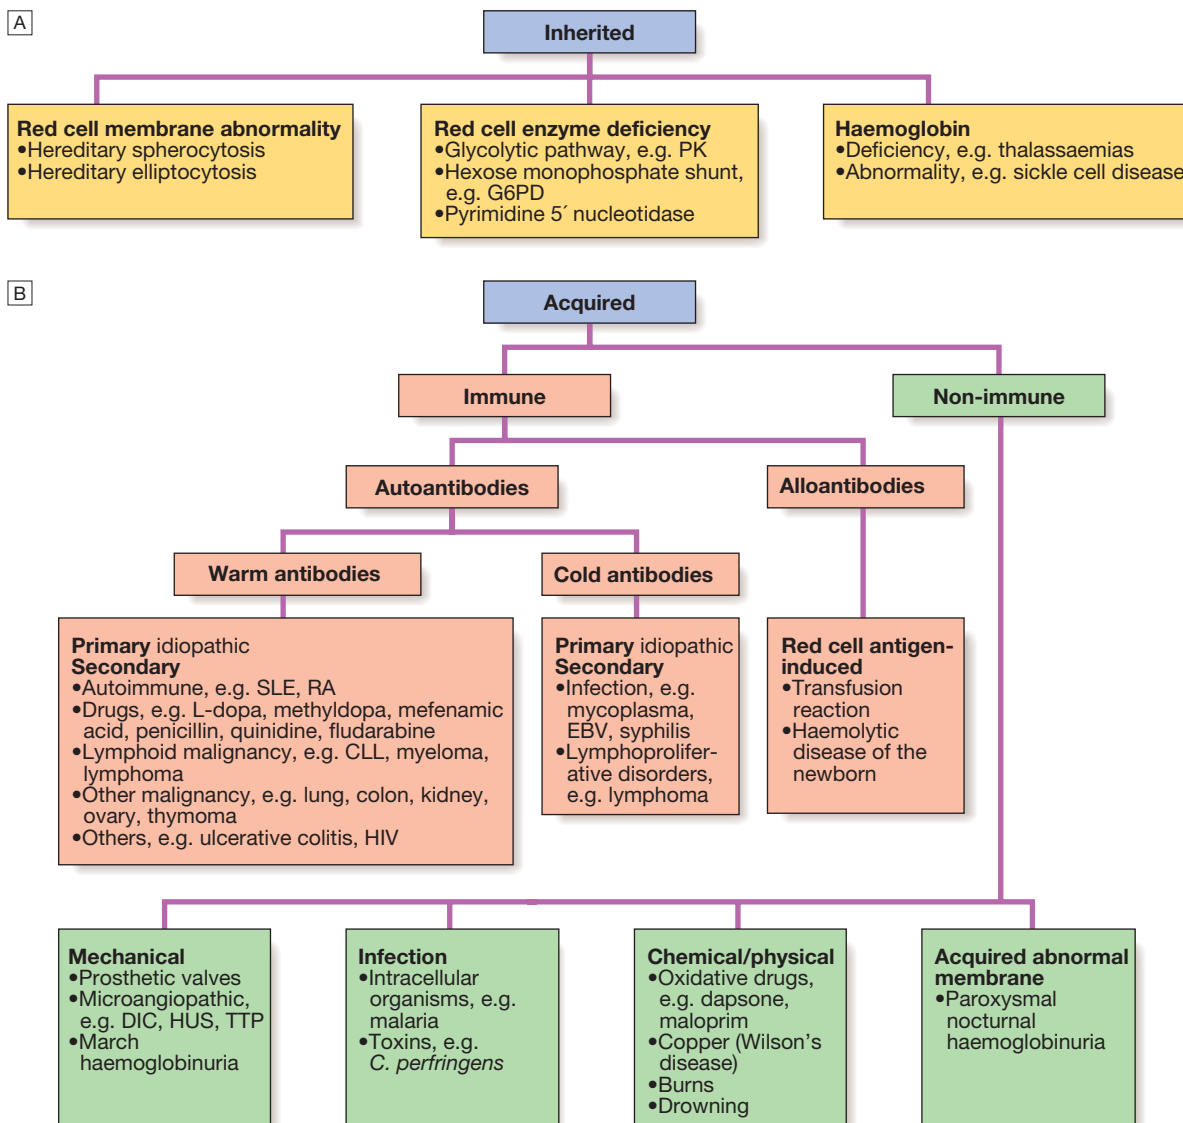 A
Inherited
Red cell membrane abnormality
•Hereditary spherocytosis
•Hereditary elliptocytosis
Red cell enzyme deficiency
•Glycolytic pathway, e.g. PK
•Hexose monophosphate shunt,
e.g. G6PD
•Pyrimidine 5′ nucleotidase
Haemoglobin
•Deficiency, e.g. thalassaemias
•Abnormality, e.g. sickle cell disease
B
Acquired
Immune
Non-immune
Autoantibodies
Alloantibodies
Warm antibodies
Cold antibodies
Primary idiopathic
Secondary
•Autoimmune, e.g. SLE, RA
•Drugs, e.g. L-dopa, methyldopa, mefenamic
acid, penicillin, quinidine, fludarabine
•Lymphoid malignancy, e.g. CLL, myeloma,
lymphoma
•Other malignancy, e.g. lung, colon, kidney,
ovary, thymoma
•Others, e.g. ulcerative colitis, HIV
Primary idiopathic
Secondary
•Infection, e.g.
mycoplasma,
EBV, syphilis
•Lymphoprolifer-
ative disorders,
e.g. lymphoma
Red cell antigen-
induced
•Transfusion
reaction
•Haemolytic
disease of the
newborn
Mechanical
•Prosthetic valves
•Microangiopathic,
e.g. DIC, HUS, TTP
•March
haemoglobinuria
Infection
•Intracellular
organisms, e.g.
malaria
•Toxins, e.g.
C. perfringens
Chemical/physical
•Oxidative drugs,
e.g. dapsone,
maloprim
•Copper (Wilson's
disease)
•Burns
•Drowning
Acquired abnormal
membrane
•Paroxysmal
nocturnal
haemoglobinuria